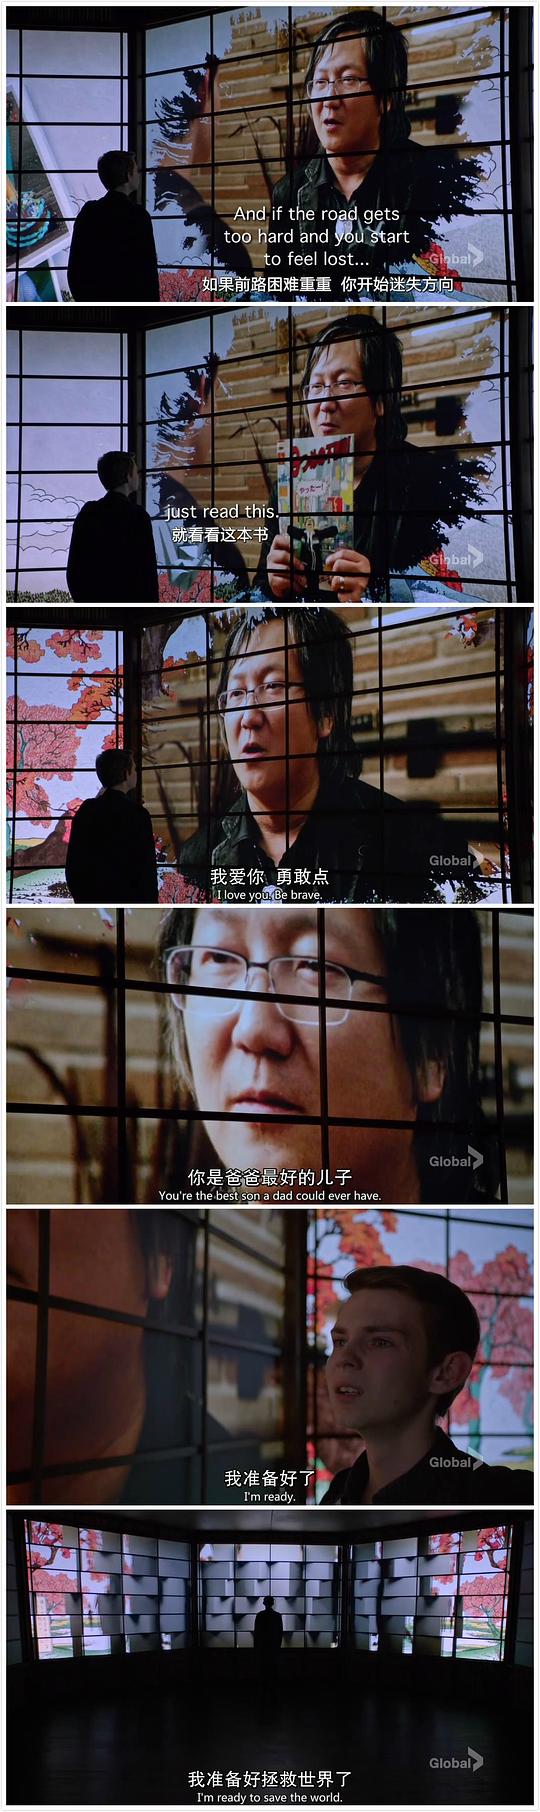 And if the road gets
too hard and you start
to feel lost...
Global
如果前路困难重重 你开始迷失方向
やったー!
just read this.
就看看这本书
Global
Global
我爱你 勇敢点
I love you. Be brave.
Global
你是爸爸最好的儿子
You're the best son a dad could ever have.
Global
我准备好了
I'm ready.
Global
我准备好拯救世界了
I'm ready to save the world.